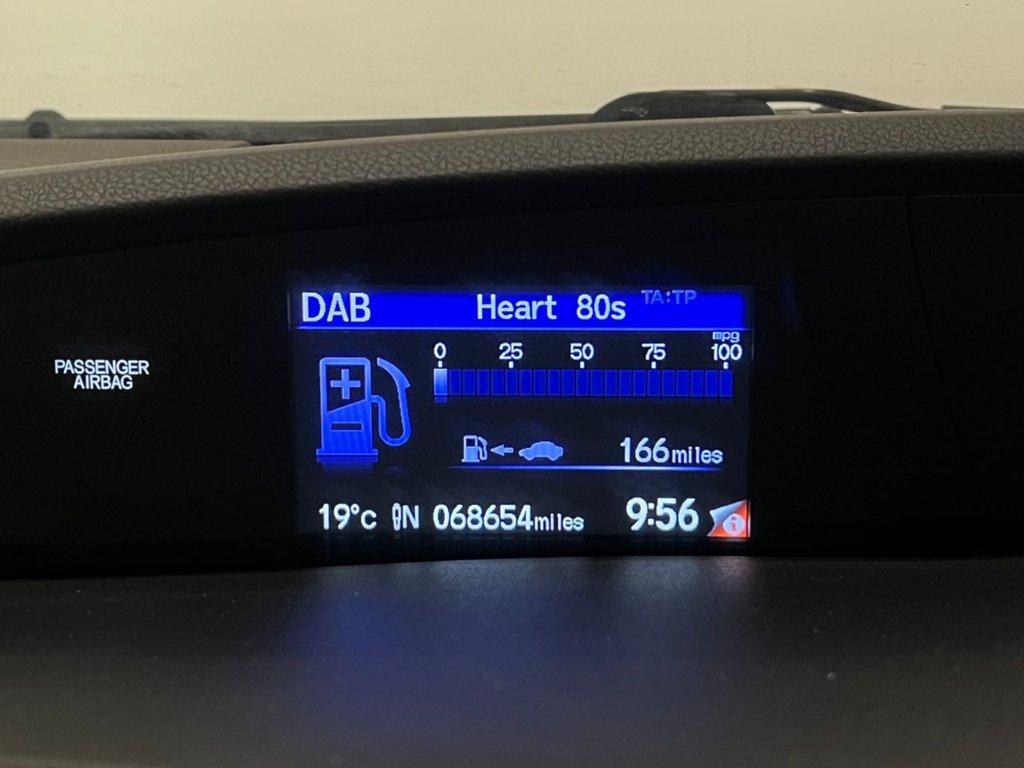 DAB Heart 80s TA:TP
mpg
0 25 50 75 100
PASSENGER
AIRBAG
166miles
19°c N 068654miles 9:56 i